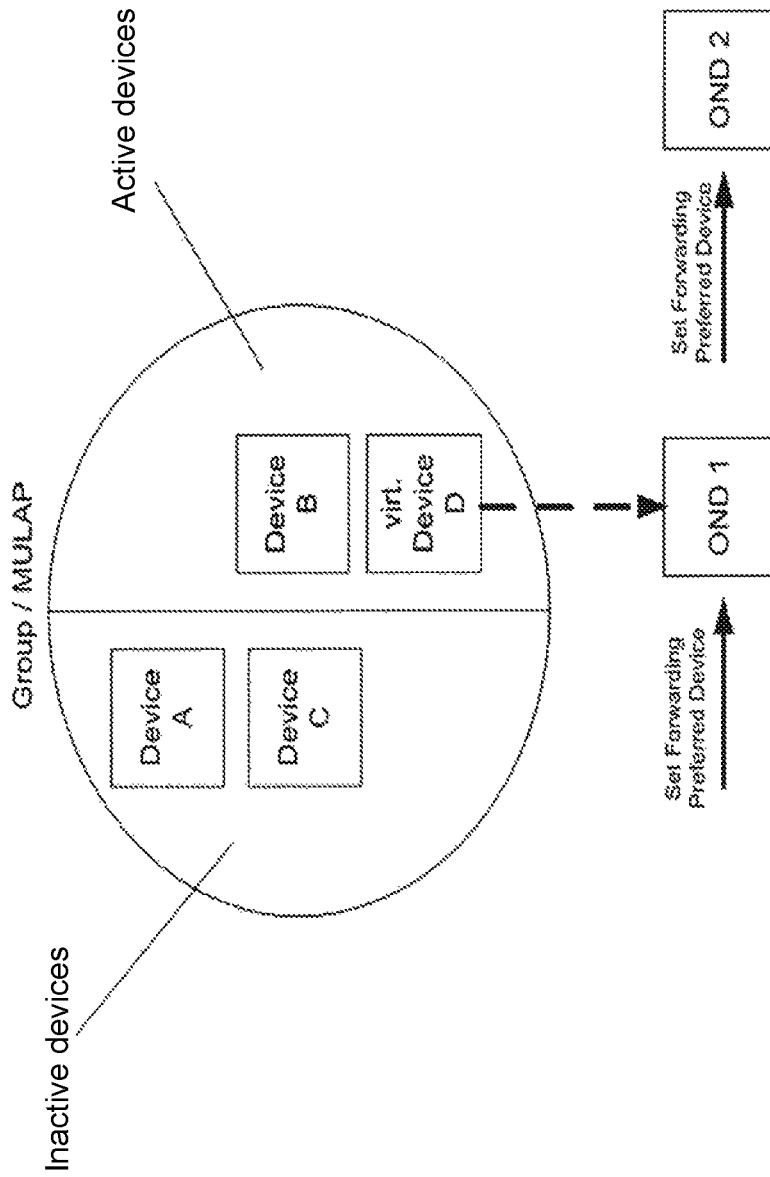 Group / MULAP
Inactive devices
Active devices
Device
A
Device
C
Device
B
virt.
Device
D
Set Forwarding
Preferred Device
OND 1
Set Forwarding
Preferred Device
OND 2